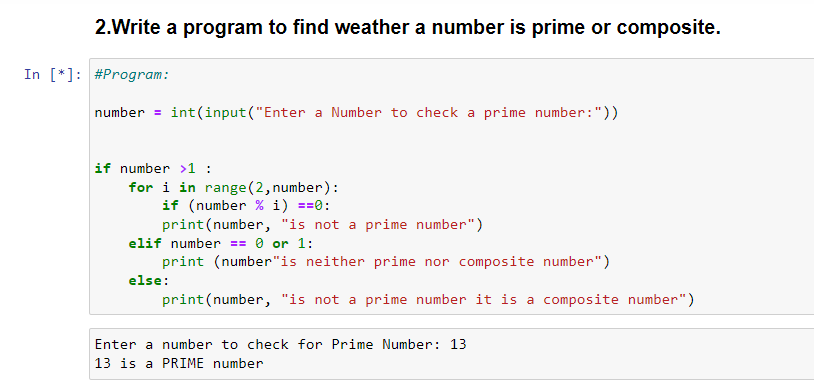 2.Write a program to find weather a number is prime or composite.
In [*]: #Program:
number = int(input("Enter a Number to check a prime number:"))
if number >1 :
    for i in range(2,number):
        if (number % i) ==0:
        print(number, "is not a prime number")
    elif number == 0 or 1:
        print (number"is neither prime nor composite number")
    else:
        print(number, "is not a prime number it is a composite number")
Enter a number to check for Prime Number: 13
13 is a PRIME number